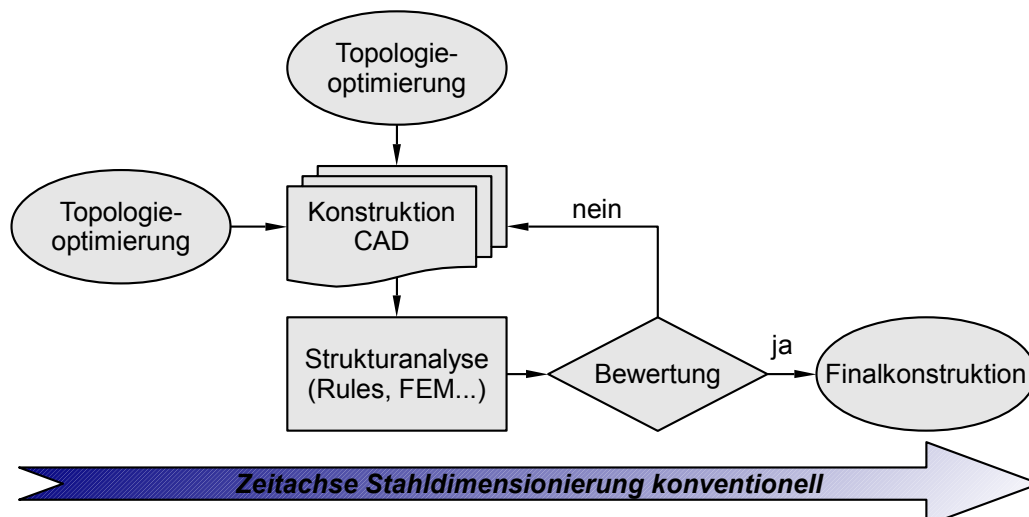 Topologie-
optimierung
Topologie-
optimierung
Konstruktion
CAD
nein
Strukturanalyse
(Rules, FEM...)
Bewertung
ja
Finalkonstruktion
Zeitachse Stahldimensionierung konventionell